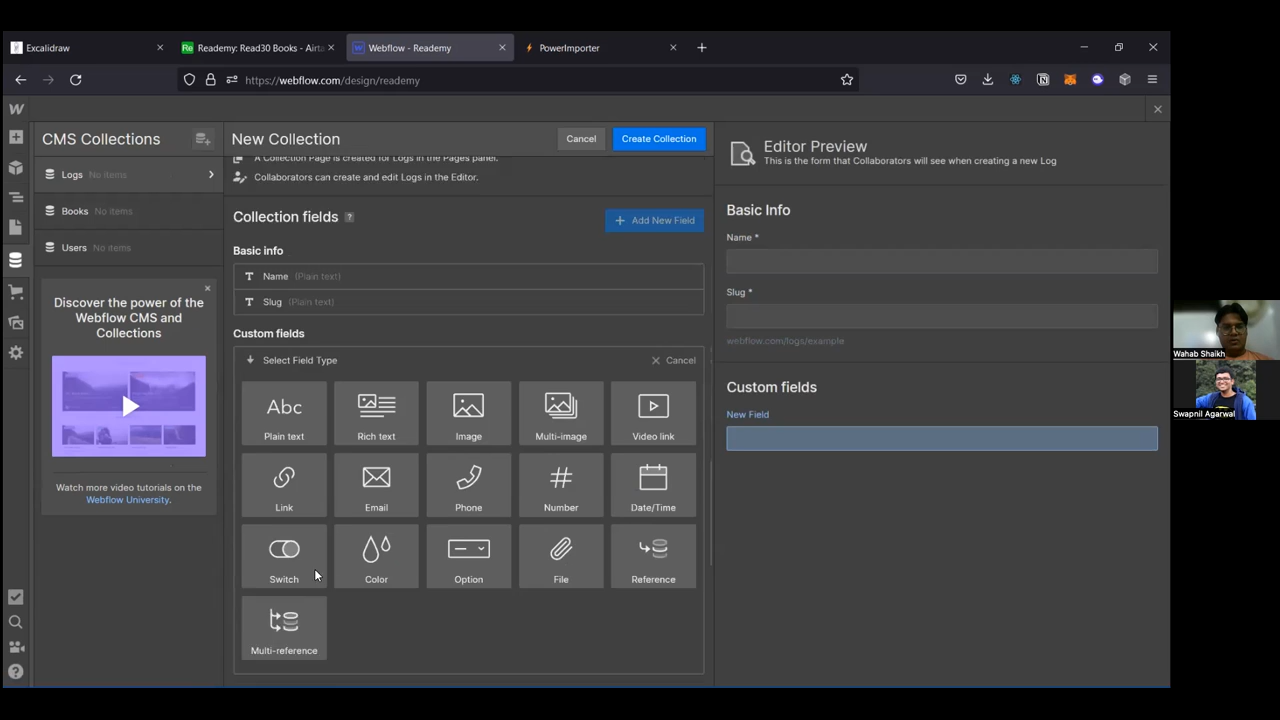 Excalidraw
Readmy: Read30 Books - Airta
Webflow - Reademy
PowerImporter
https://webflow.com/design/reademy
CMS Collections
New Collection
Cancel
Create Collection
Editor Preview
This is the form that Collaborators will see when creating a new Log
A Collection Page is created for Logs in the Pages panel.
Collaborators can create and edit Logs in the Editor.
Logs No items
Books No items
Users No items
Discover the power of the
Webflow CMS and
Collections
Watch more video tutorials on the
Webflow University.
Collection fields ?
+ Add New Field
Basic info
Name (Plain text)
Slug (Plain text)
Custom fields
Select Field Type
Cancel
Abc
Plain text
Rich text
Image
Multi-image
Video link
Link
Email
Phone
Number
Date/Time
Switch
Color
Option
File
Reference
Multi-reference
Basic Info
Name *
Slug *
webflow.com/logs/example
Custom fields
New Field
Wahab Shaikh
Swapnil Agarwal